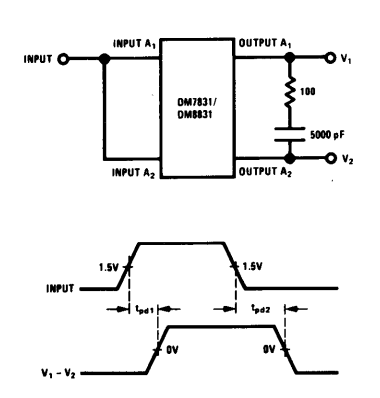 INPUT A1 OUTPUT A1
INPUT V1
100
DM7831/
DM8831
5000 pF
V2
INPUT A2 OUTPUT A2
1.5V 1.5V
INPUT
tpd1 tpd2
0V 0V
V1 - V2